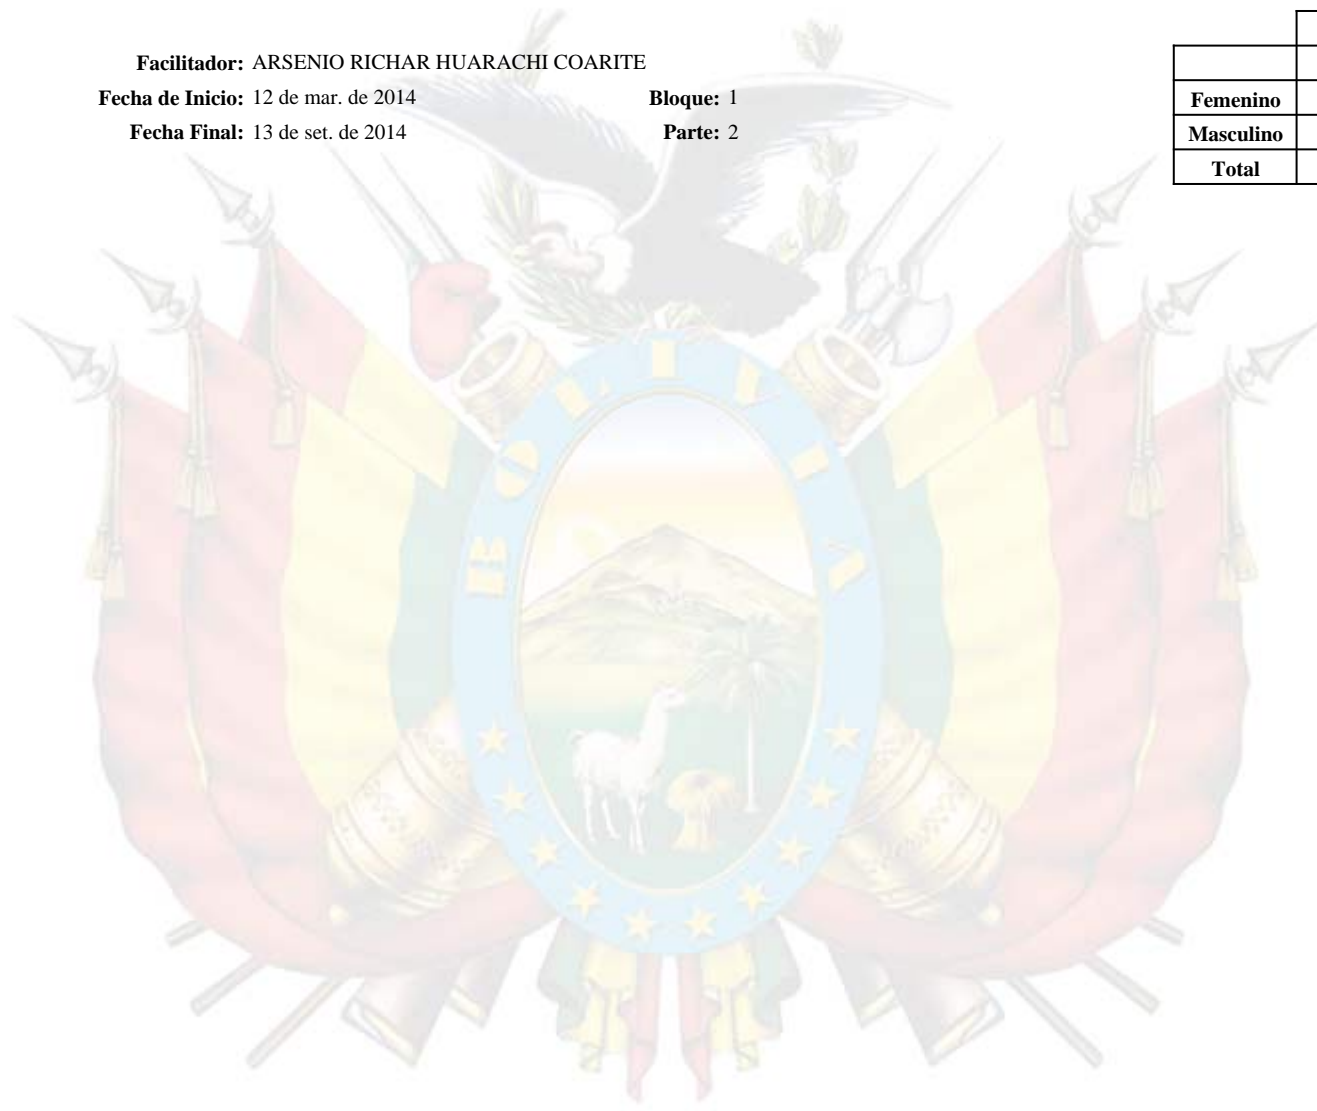 Facilitador: ARSENIO RICHAR HUARACHI COARITE
Fecha de Inicio: 12 de mar. de 2014 Bloque: 1
Fecha Final: 13 de set. de 2014 Parte: 2
Femenino
Masculino
Total
BOLIVIA